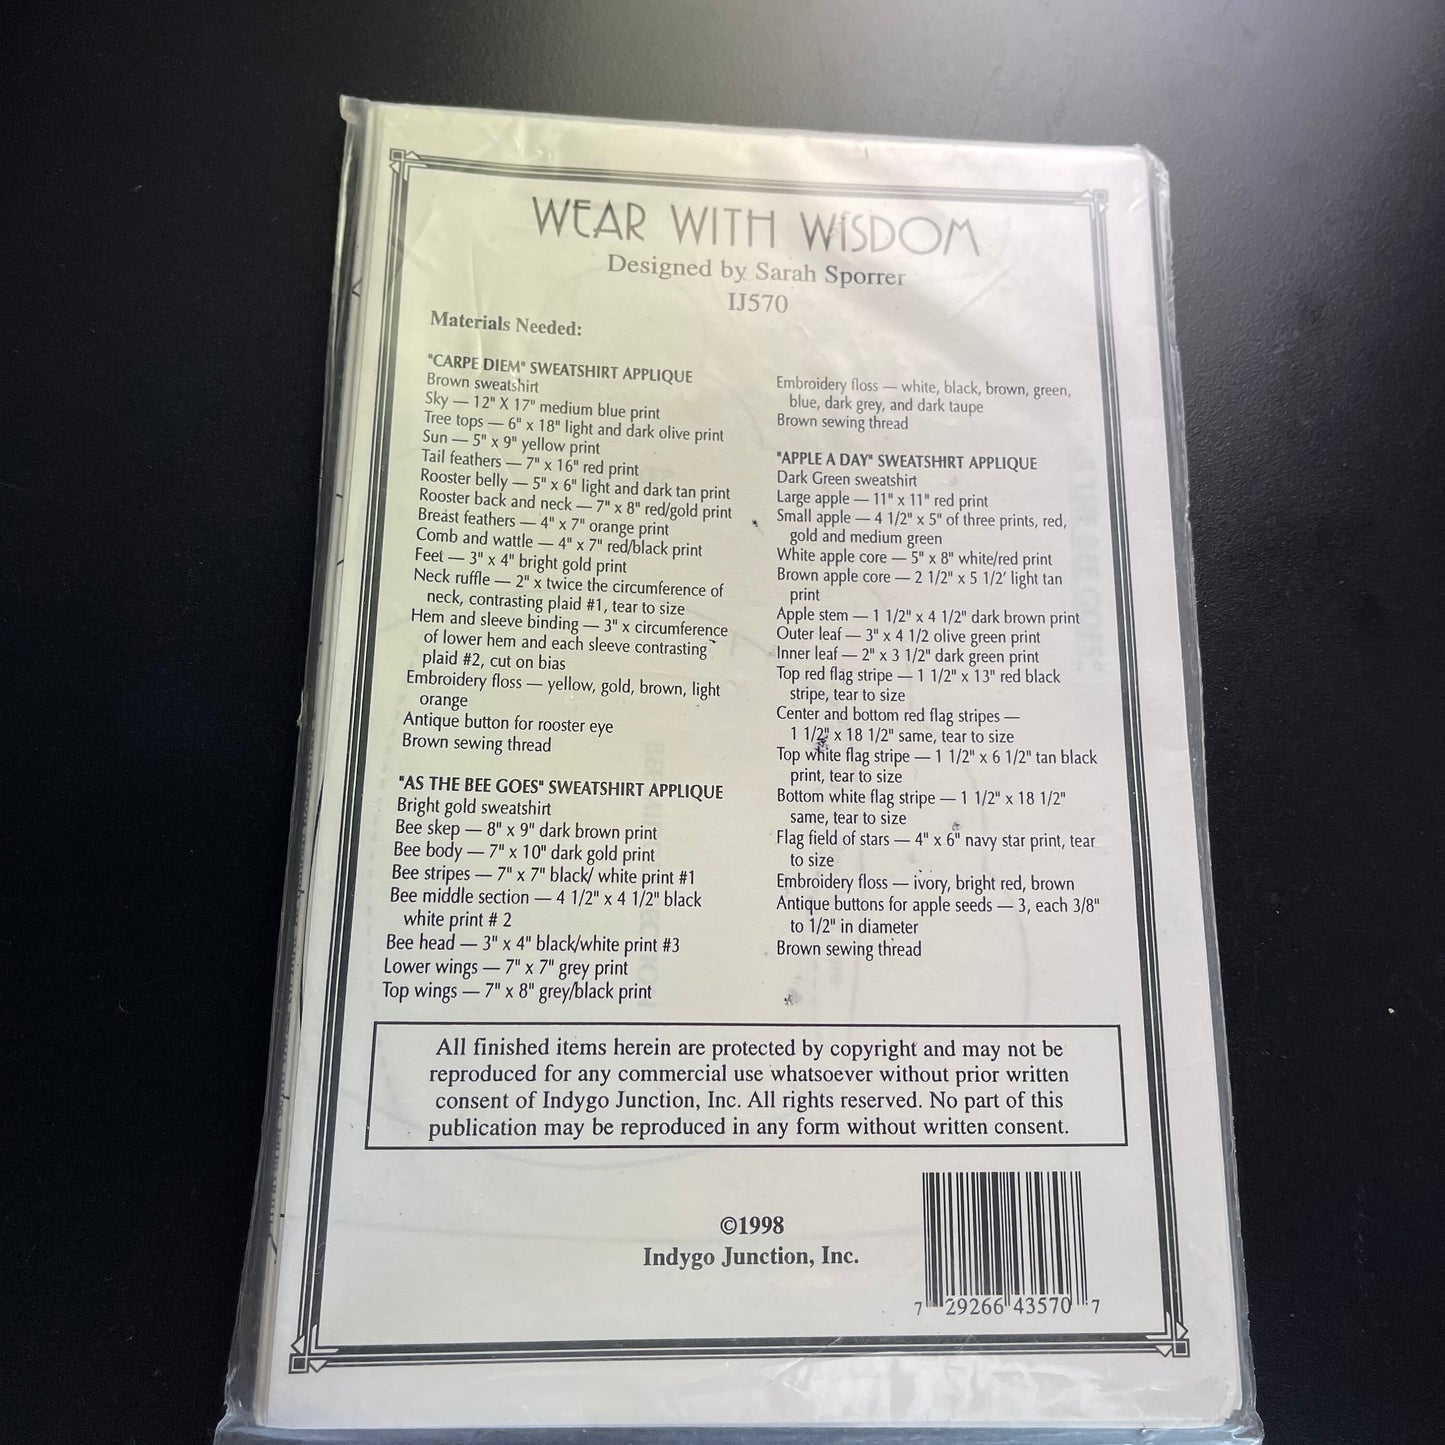 WEAR WITH WISDOM
Designed by Sarah Sporrer
IJ570
Materials Needed:
"CARPE DIEM" SWEATSHIRT APPLIQUE
Brown sweatshirt
Sky — 12" X 17" medium blue print
Tree tops — 6" x 18" light and dark olive print
Sun — 5" x 9" yellow print
Tail feathers — 7" x 16" red print
Rooster belly — 5" x 6" light and dark tan print
Rooster back and neck — 7" x 8" red/gold print
Breast feathers — 4" x 7" orange print
Comb and wattle — 4" x 7" red/black print
Feet — 3" x 4" bright gold print
Neck ruffle — 2" x twice the circumference of
neck, contrasting plaid #1, tear to size
Hem and sleeve binding — 3" x circumference
of lower hem and each sleeve contrasting
plaid #2, cut on bias
Embroidery floss — yellow, gold, brown, light
orange
Antique button for rooster eye
Brown sewing thread
"AS THE BEE GOES" SWEATSHIRT APPLIQUE
Bright gold sweatshirt
Bee skep — 8" x 9" dark brown print
Bee body — 7" x 10" dark gold print
Bee stripes — 7" x 7" black/ white print #1
Bee middle section — 4 1/2" x 4 1/2" black
white print # 2
Bee head — 3" x 4" black/white print #3
Lower wings — 7" x 7" grey print
Top wings — 7" x 8" grey/black print
Embroidery floss — white, black, brown, green,
blue, dark grey, and dark taupe
Brown sewing thread
"APPLE A DAY" SWEATSHIRT APPLIQUE
Dark Green sweatshirt
Large apple — 11" x 11" red print
Small apple — 4 1/2" x 5" of three prints, red,
gold and medium green
White apple core — 5" x 8" white/red print
Brown apple core — 2 1/2" x 5 1/2' light tan
print
Apple stem — 1 1/2" x 4 1/2" dark brown print
Outer leaf — 3" x 4 1/2 olive green print
Inner leaf — 2" x 3 1/2" dark green print
Top red flag stripe — 1 1/2" x 13" red black
stripe, tear to size
Center and bottom red flag stripes —
1 1/2" x 18 1/2" same, tear to size
Top white flag stripe — 1 1/2" x 6 1/2" tan black
print, tear to size
Bottom white flag stripe — 1 1/2" x 18 1/2"
same, tear to size
Flag field of stars — 4" x 6" navy star print, tear
to size
Embroidery floss — ivory, bright red, brown
Antique buttons for apple seeds — 3, each 3/8"
to 1/2" in diameter
Brown sewing thread
All finished items herein are protected by copyright and may not be
reproduced for any commercial use whatsoever without prior written
consent of Indygo Junction, Inc. All rights reserved. No part of this
publication may be reproduced in any form without written consent.
©1998
Indygo Junction, Inc.
7 29266 43570 7